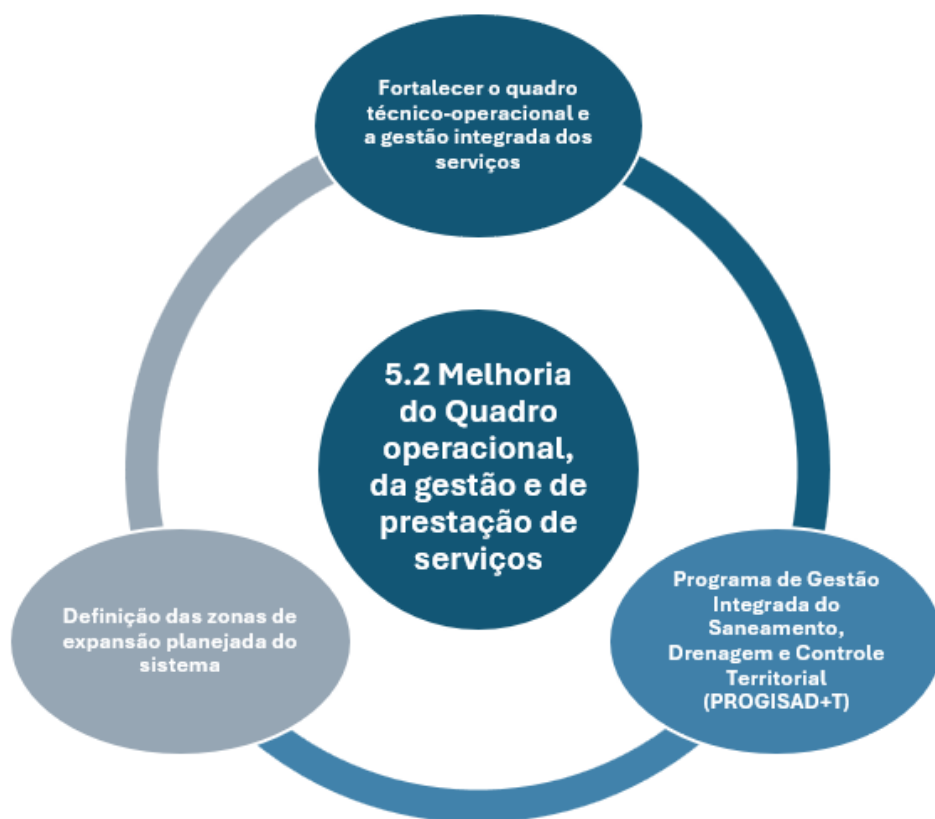 Fortalecer o quadro
técnico-operacional e
a gestão integrada dos
serviços
5.2 Melhoria
do Quadro
operacional,
da gestão e de
prestação de
serviços
Definição das zonas de
expansão planejada do
sistema
Programa de Gestão
Integrada do
Saneamento,
Drenagem e Controle
Territorial
(PROGISAD+T)